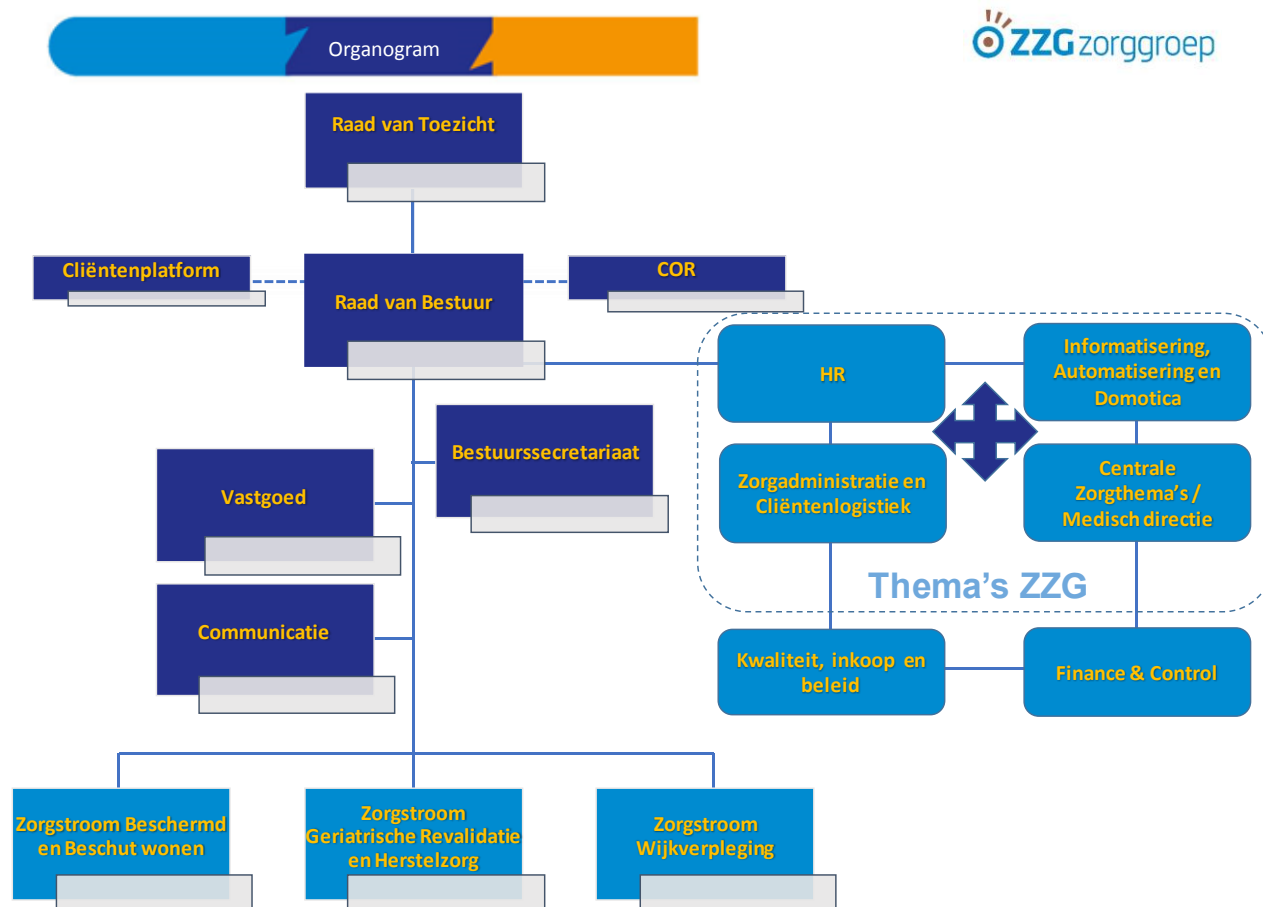 Organogram
ZZG zorggroep
Raad van Toezicht
Cliëntenplatform
Raad van Bestuur
COR
HR
Informatisering,
Automatisering en
Domotica
Bestuurssecretariaat
Vastgoed
Zorgadministratie en
Cliëntenlogistiek
Centrale
Zorgthema's /
Medisch directie
Thema's ZZG
Communicatie
Kwaliteit, inkoop en
beleid
Finance & Control
Zorgstroom Beschermd
en Beschut wonen
Zorgstroom
Geriatrische Revalidatie
en Herstelzorg
Zorgstroom
Wijkverpleging